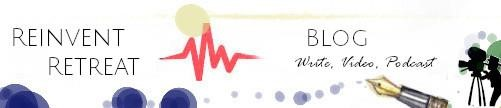 REINVENT
RETREAT
BLOG
Write, Video, Podcast